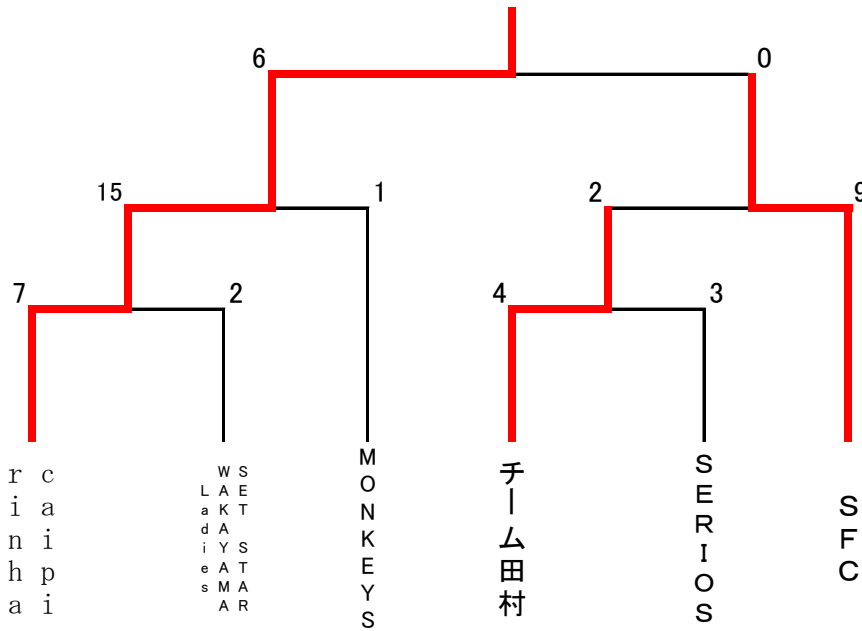 6
0
15
1
2
9
7
2
4
3
caipi
rinha
SET STAR
WAKAYAMA
Ladies
MONKEYS
チーム田村
SERIOS
SFC